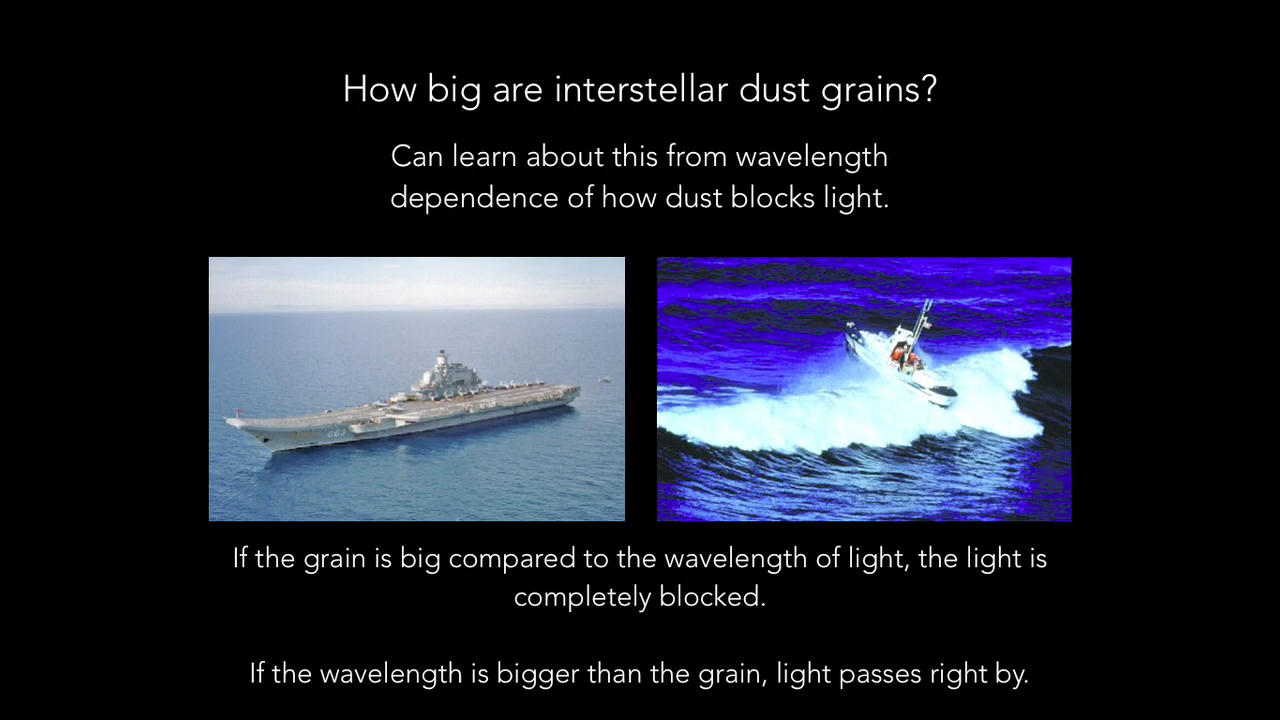 How big are interstellar dust grains?
Can learn about this from wavelength
dependence of how dust blocks light.
If the grain is big compared to the wavelength of light, the light is
completely blocked.
If the wavelength is bigger than the grain, light passes right by.